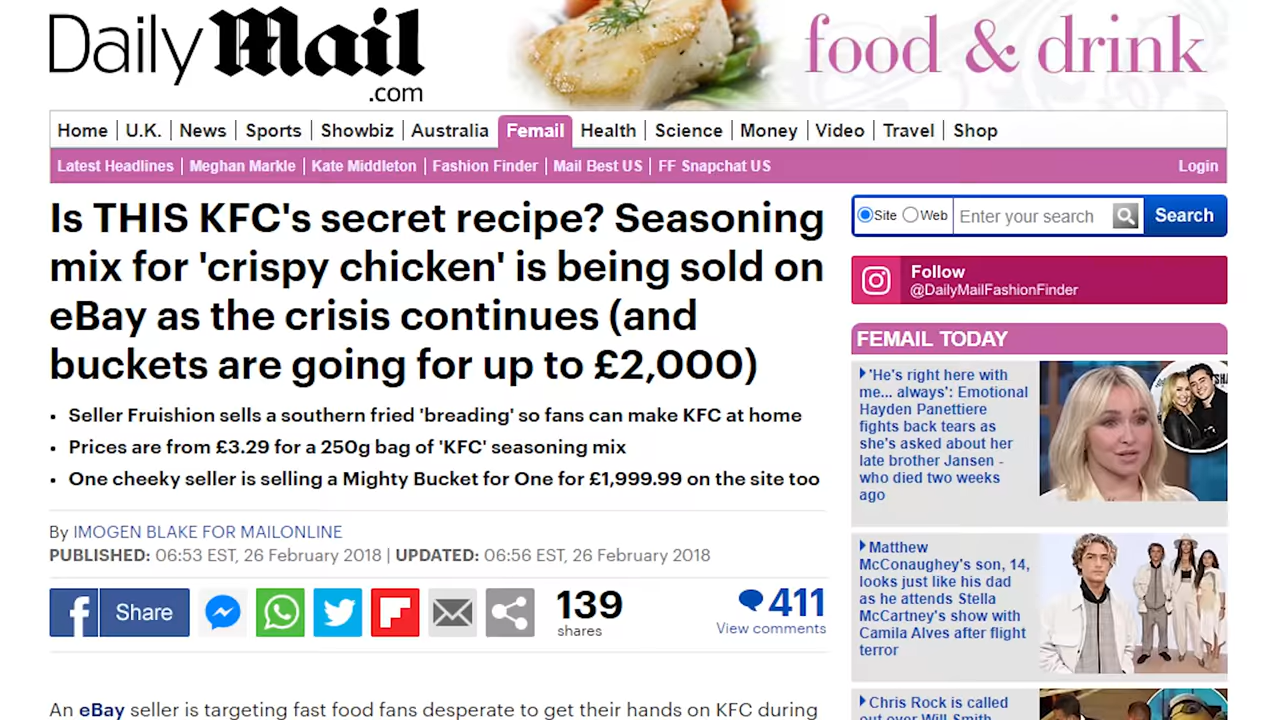 Daily Mail
.com
food & drink
Home U.K. News Sports Showbiz Australia Femail Health Science Money Video Travel Shop
Latest Headlines Meghan Markle Kate Middleton Fashion Finder Mail Best US FF Snapchat US Login
Is THIS KFC's secret recipe? Seasoning
mix for 'crispy chicken' is being sold on
eBay as the crisis continues (and
buckets are going for up to £2,000)
• Seller Fruishion sells a southern fried 'breading' so fans can make KFC at home
• Prices are from £3.29 for a 250g bag of 'KFC' seasoning mix
• One cheeky seller is selling a Mighty Bucket for One for £1,999.99 on the site too
By IMOGEN BLAKE FOR MAILONLINE
PUBLISHED: 06:53 EST, 26 February 2018 | UPDATED: 06:56 EST, 26 February 2018
f Share
139
shares
411
View comments
An eBay seller is targeting fast food fans desperate to get their hands on KFC during
Site Web Enter your search Search
Follow
@DailyMailFashionFinder
FEMAIL TODAY
'He's right here with
me... always': Emotional
Hayden Panettiere
fights back tears as
she's asked about her
late brother Jansen -
who died two weeks
ago
Matthew
McConaughey's son, 14,
looks just like his dad
as he attends Stella
McCartney's show with
Camila Alves after flight
terror
Chris Rock is called
out over Will Smith